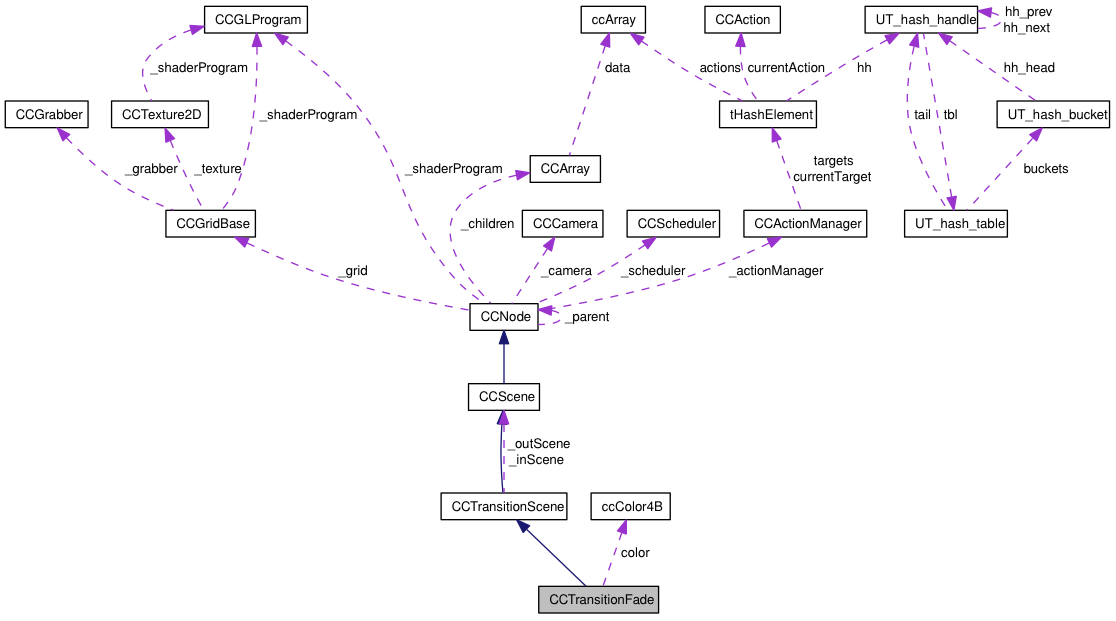 CCGLProgram
ccArray
CCAction
UT_hash_handle
hh_prev
hh_next
_shaderProgram
data
actions
currentAction
hh
hh_head
CCGrabber
CCTexture2D
_shaderProgram
tHashElement
tail
tbl
UT_hash_bucket
_grabber
_texture
_shaderProgram
CCArray
targets
currentTarget
buckets
CCGridBase
_children
CCCamera
CCScheduler
CCActionManager
UT_hash_table
_grid
_camera
_scheduler
_actionManager
CCNode
_parent
CCScene
_outScene
_inScene
CCTransitionScene
ccColor4B
color
CCTransitionFade